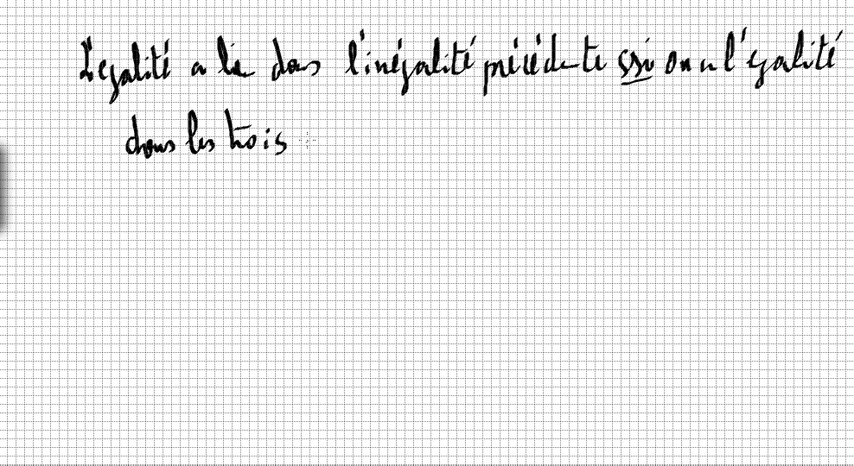 L'égalité a lieu dans l'inégalité précédente ssi on a l'égalité
dans les trois